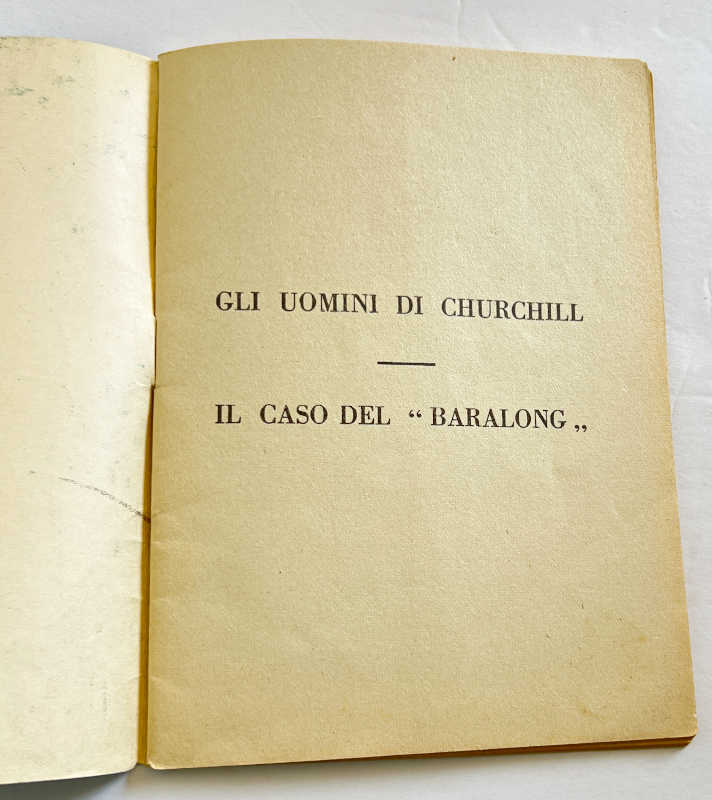 GLI UOMINI DI CHURCHILL
IL CASO DEL “ BARALONG „